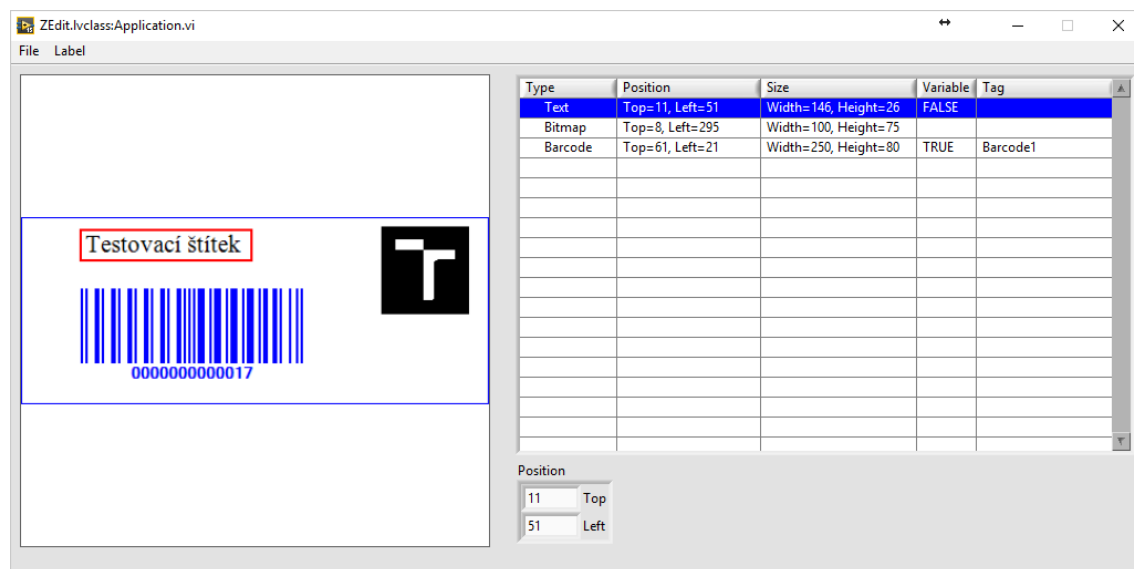 ZEdit.lvclass:Application.vi
File Label
Type Position Size Variable Tag
Text Top=11, Left=51 Width=146, Height=26 FALSE
Bitmap Top=8, Left=295 Width=100, Height=75
Barcode Top=61, Left=21 Width=250, Height=80 TRUE Barcode1
Testovací štítek
0000000000017
Position
11 Top
51 Left